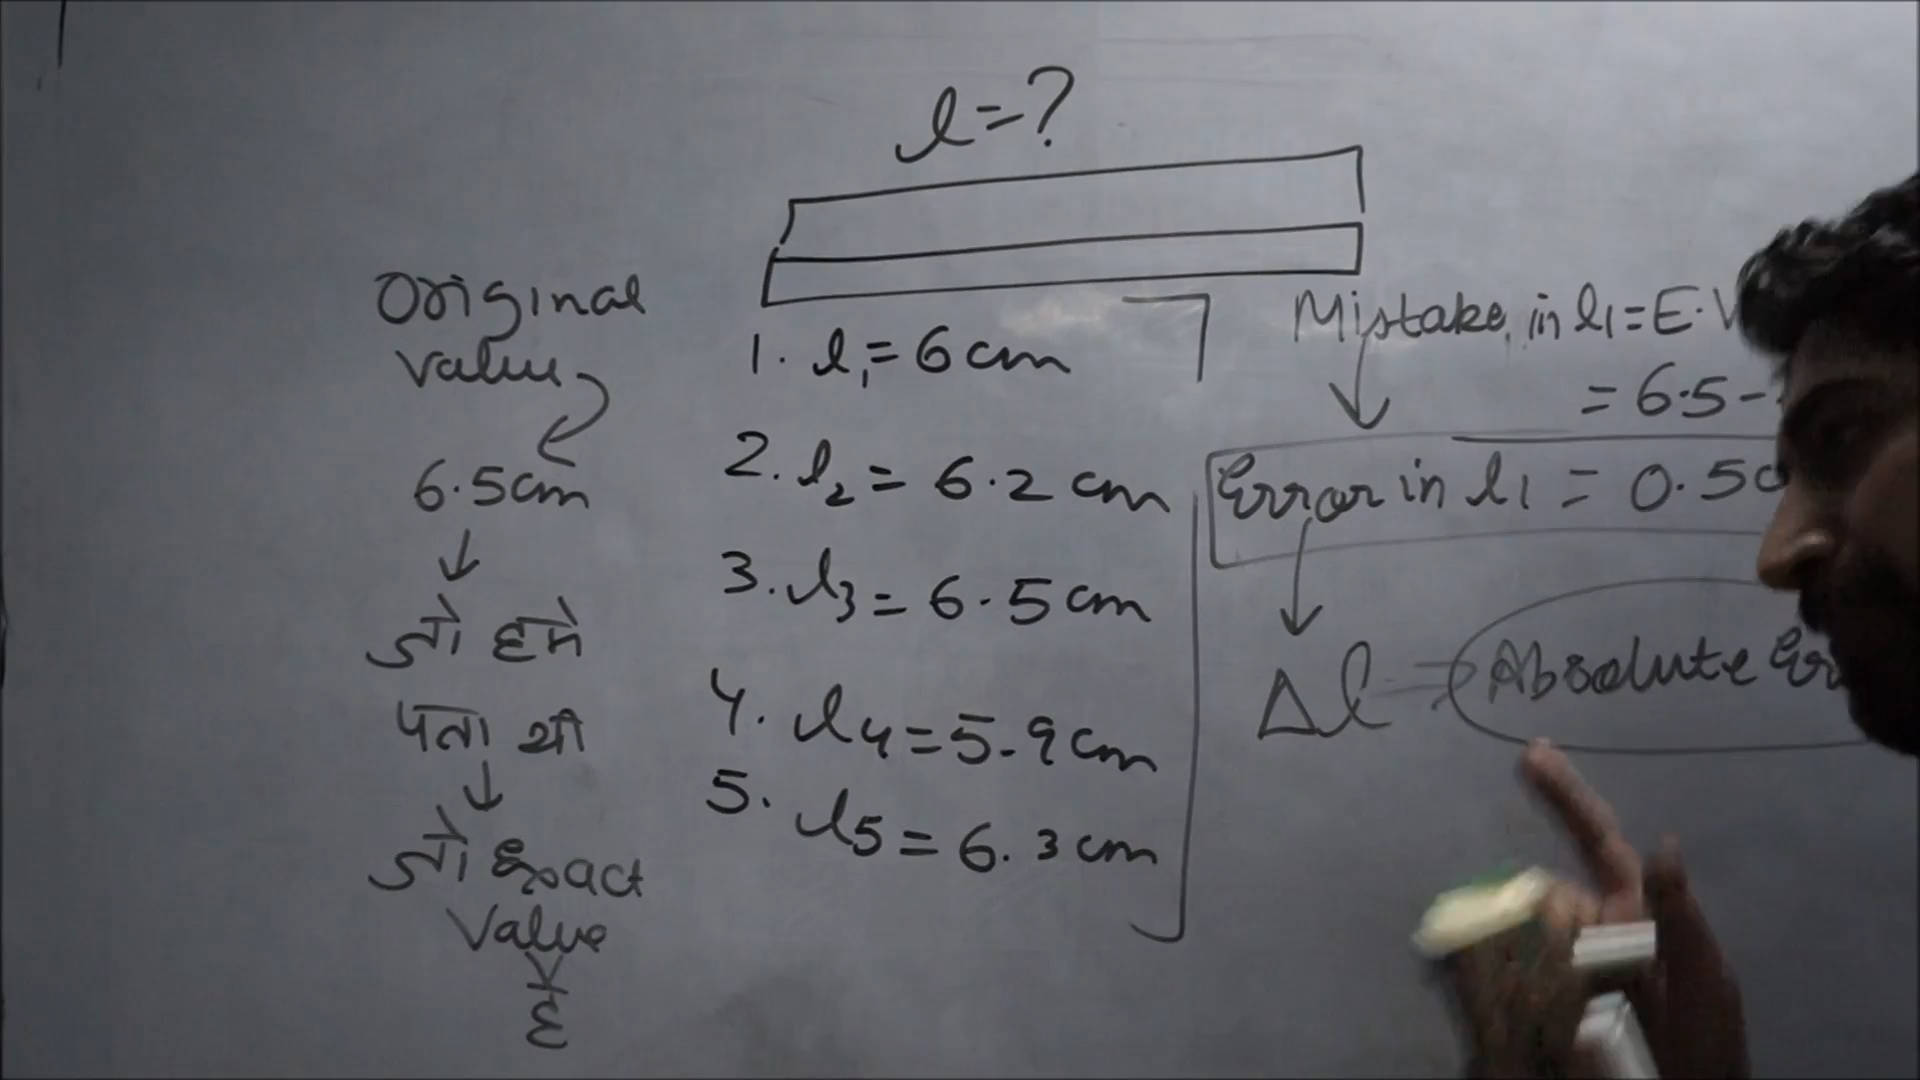 l=?
Original
value
6.5cm
जो हमे
पता थी
जो Exact
Value
1. l₁=6cm
2. l₂ = 6.2 cm
3. l₃= 6.5cm
4. l₄=5.9cm
5. l₅=6.3cm
Mistake in l₁=E.V
= 6.5-
Error in l₁ = 0.5
Δl ⇒ Absolute